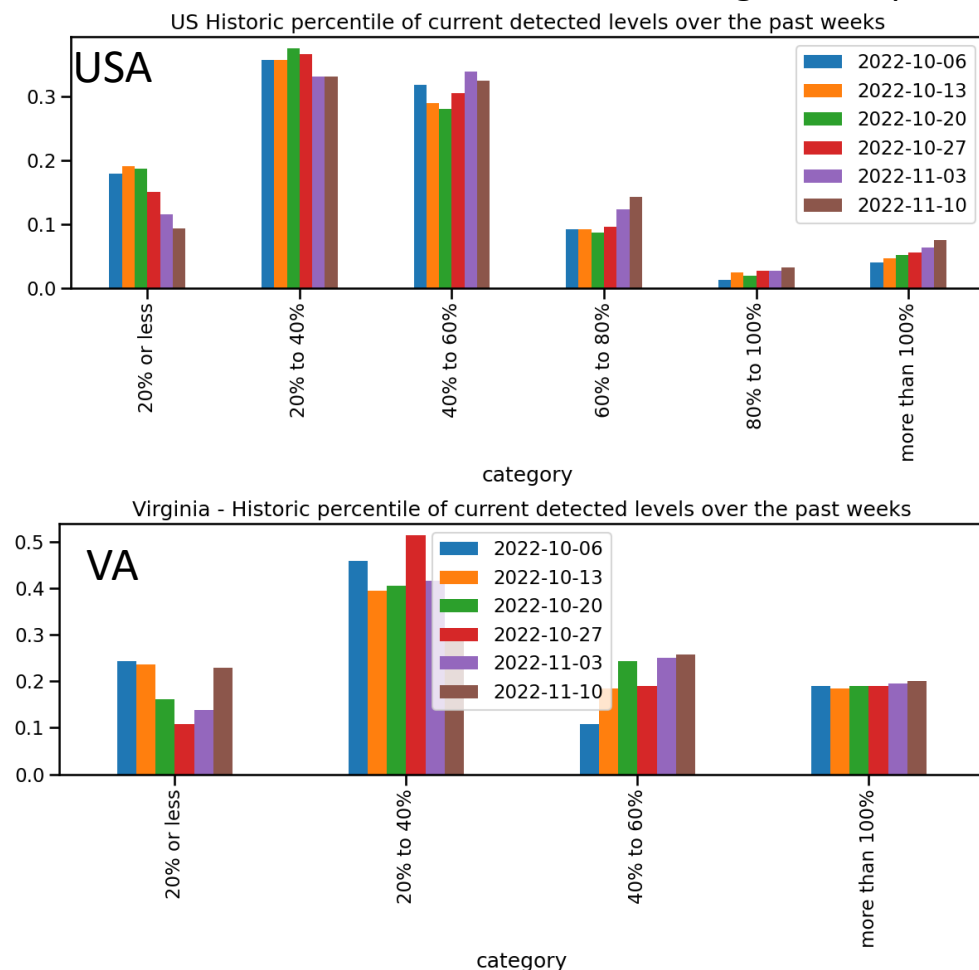 US Historic percentile of current detected levels over the past weeks
USA
2022-10-06
2022-10-13
2022-10-20
2022-10-27
2022-11-03
2022-11-10
0.3
0.2
0.1
0.0
20% or less
20% to 40%
40% to 60%
60% to 80%
80% to 100%
more than 100%
category
Virginia - Historic percentile of current detected levels over the past weeks
VA
2022-10-06
2022-10-13
2022-10-20
2022-10-27
2022-11-03
2022-11-10
0.5
0.4
0.3
0.2
0.1
0.0
20% or less
20% to 40%
40% to 60%
more than 100%
category